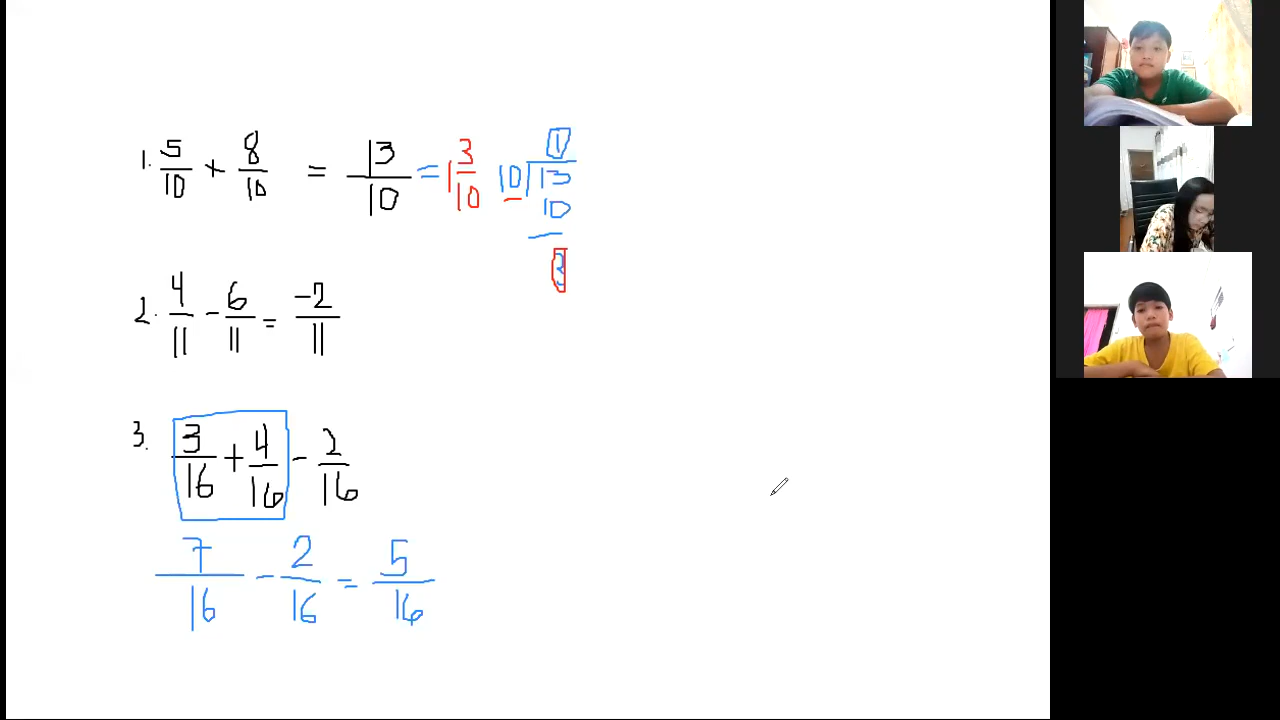 1. 5/10 + 8/10 = 13/10 = 1 3/10
1
10 13
10
3
2. 4/11 - 6/11 = -2/11
3. 3/16 + 4/16 - 2/16
7/16 - 2/16 = 5/16